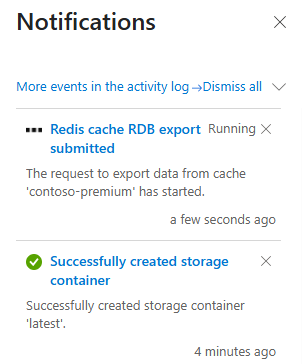 Notifications
More events in the activity log → Dismiss all
Redis cache RDB export Running
submitted
The request to export data from cache
'contoso-premium' has started.
a few seconds ago
Successfully created storage
container
Successfully created storage container
'latest'.
4 minutes ago